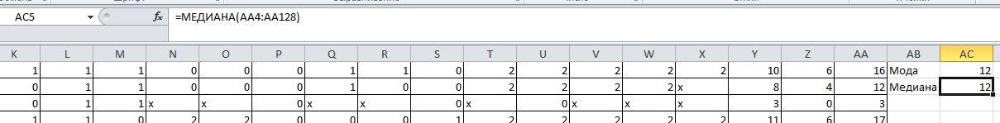 AC5 fx =МЕДИАНА(AA4:AA128)
K L M N O P Q R S T U V W X Y Z AA AB AC
1 1 1 0 0 0 1 1 0 2 2 2 2 2 10 6 16 Мода 12
0 1 1 0 0 0 1 0 0 2 2 2 2 x 8 4 12 Медиана 12
0 1 1 x x 0 x x 0 x 0 x x x 3 0 3
1 1 0 2 2 0 0 0 1 2 2 2 2 2 11 6 17